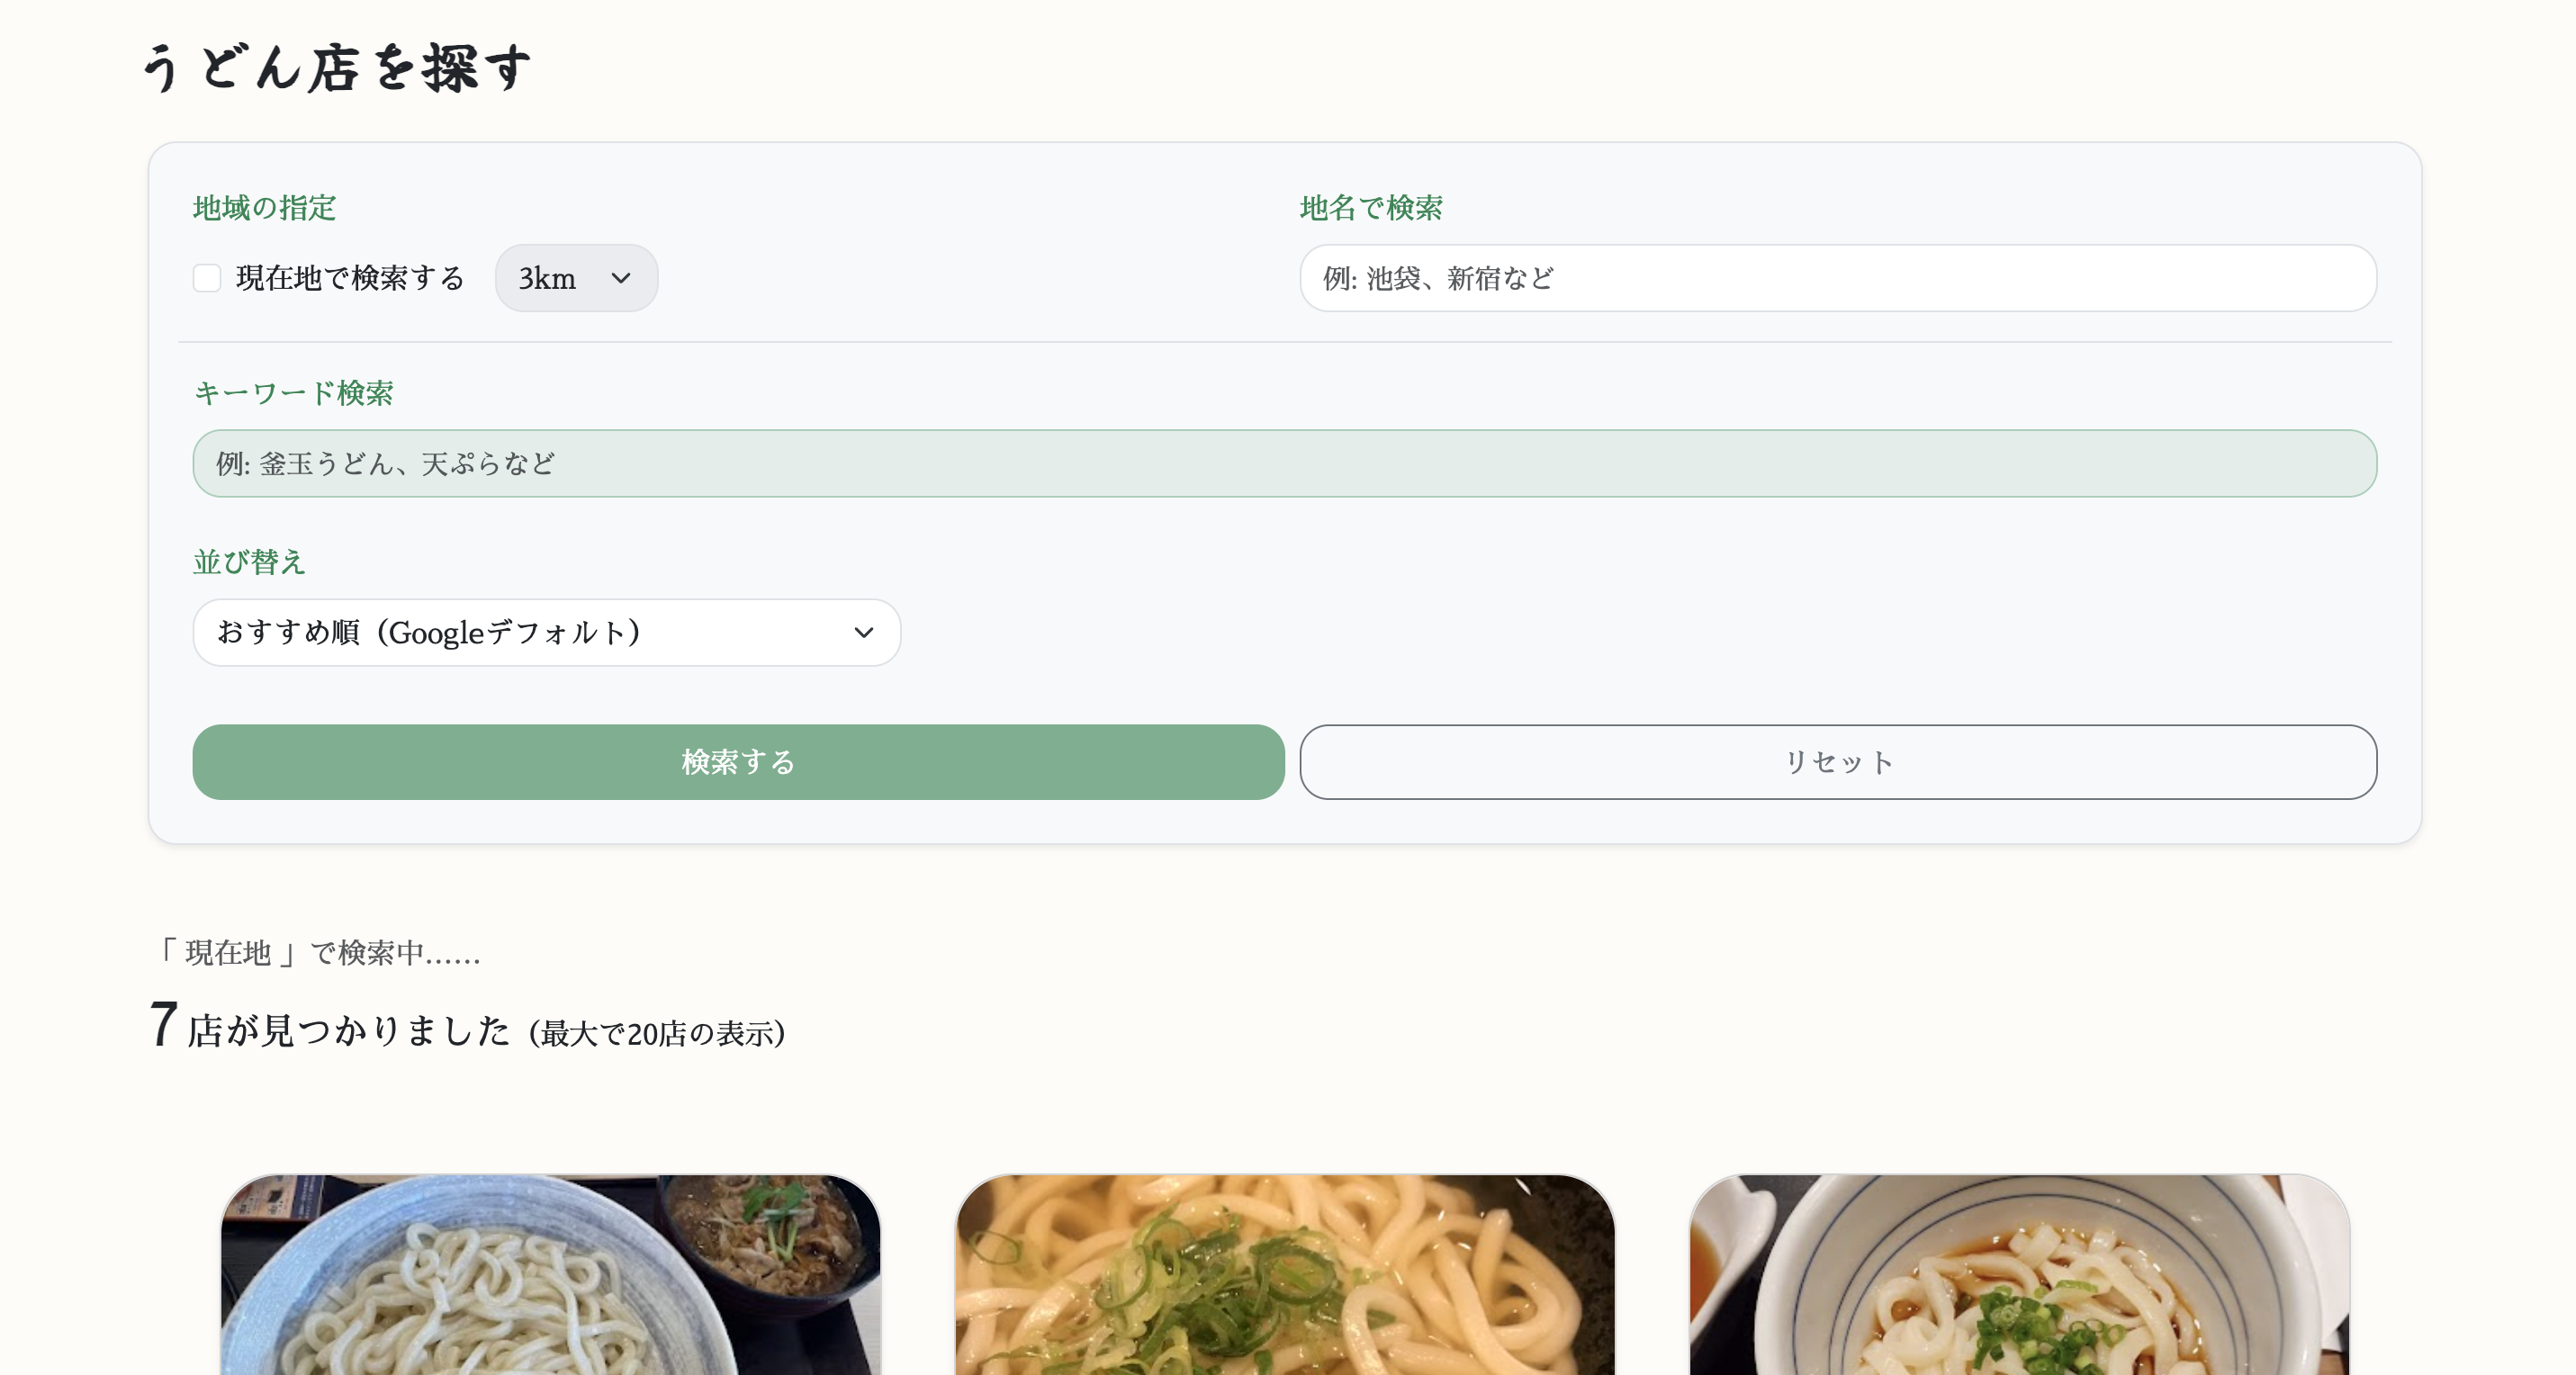 うどん店を探す
地域の指定
現在地で検索する 3km
地名で検索
例: 池袋、新宿など
キーワード検索
例: 釜玉うどん、天ぷらなど
並び替え
おすすめ順（Googleデフォルト）
検索する リセット
「 現在地 」で検索中……
7 店が見つかりました（最大で20店の表示）